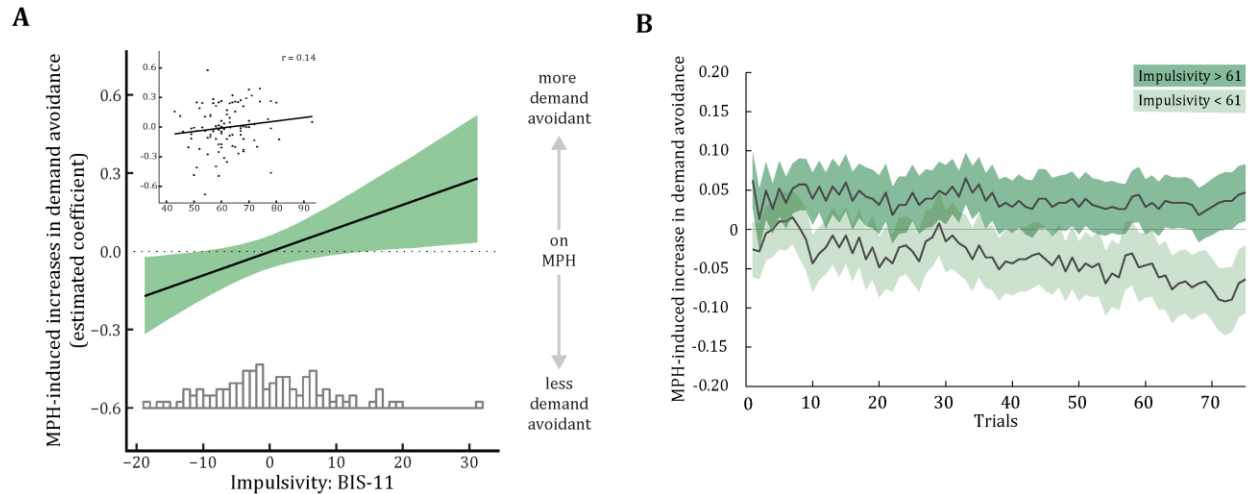 A
MPH-induced increases in demand avoidance
(estimated coefficient)
0.6
0.3
0.0
−0.3
−0.6
−20
−10
0
10
20
30
Impulsivity: BIS-11
r = 0.14
0.6
0.3
0.0
-0.3
-0.6
40
50
60
70
80
90
more
demand
avoidant
on
MPH
less
demand
avoidant
B
MPH-induced increase in demand avoidance
0.20
0.15
0.10
0.05
0
-0.05
-0.10
-0.15
-0.20
0
10
20
30
40
50
60
70
Trials
Impulsivity > 61
Impulsivity < 61